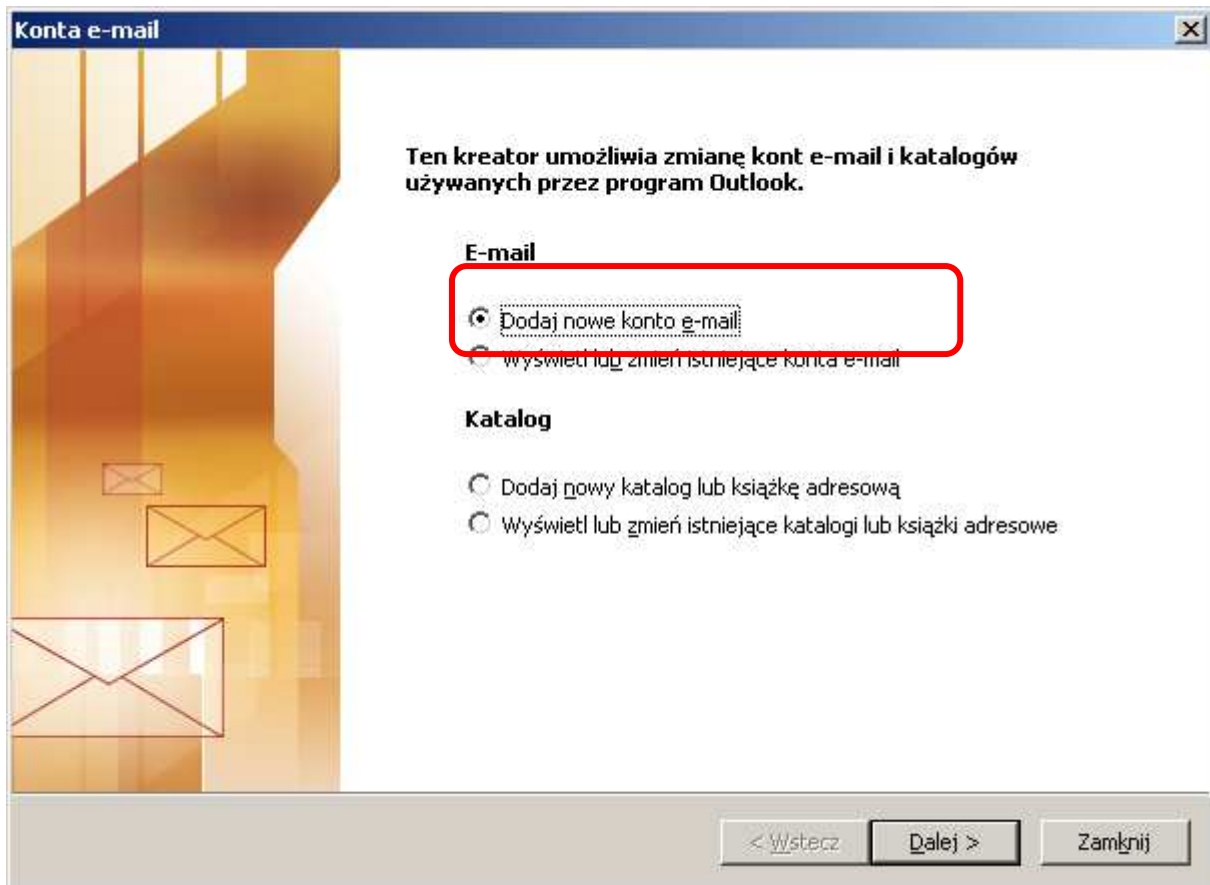 Konta e-mail
Ten kreator umożliwia zmianę kont e-mail i katalogów
używanych przez program Outlook.
E-mail
Dodaj nowe konto e-mail
Wyświetl lub zmień istniejące konta e-mail
Katalog
Dodaj nowy katalog lub książkę adresową
Wyświetl lub zmień istniejące katalogi lub książki adresowe
< Wstecz
Dalej >
Zamknij